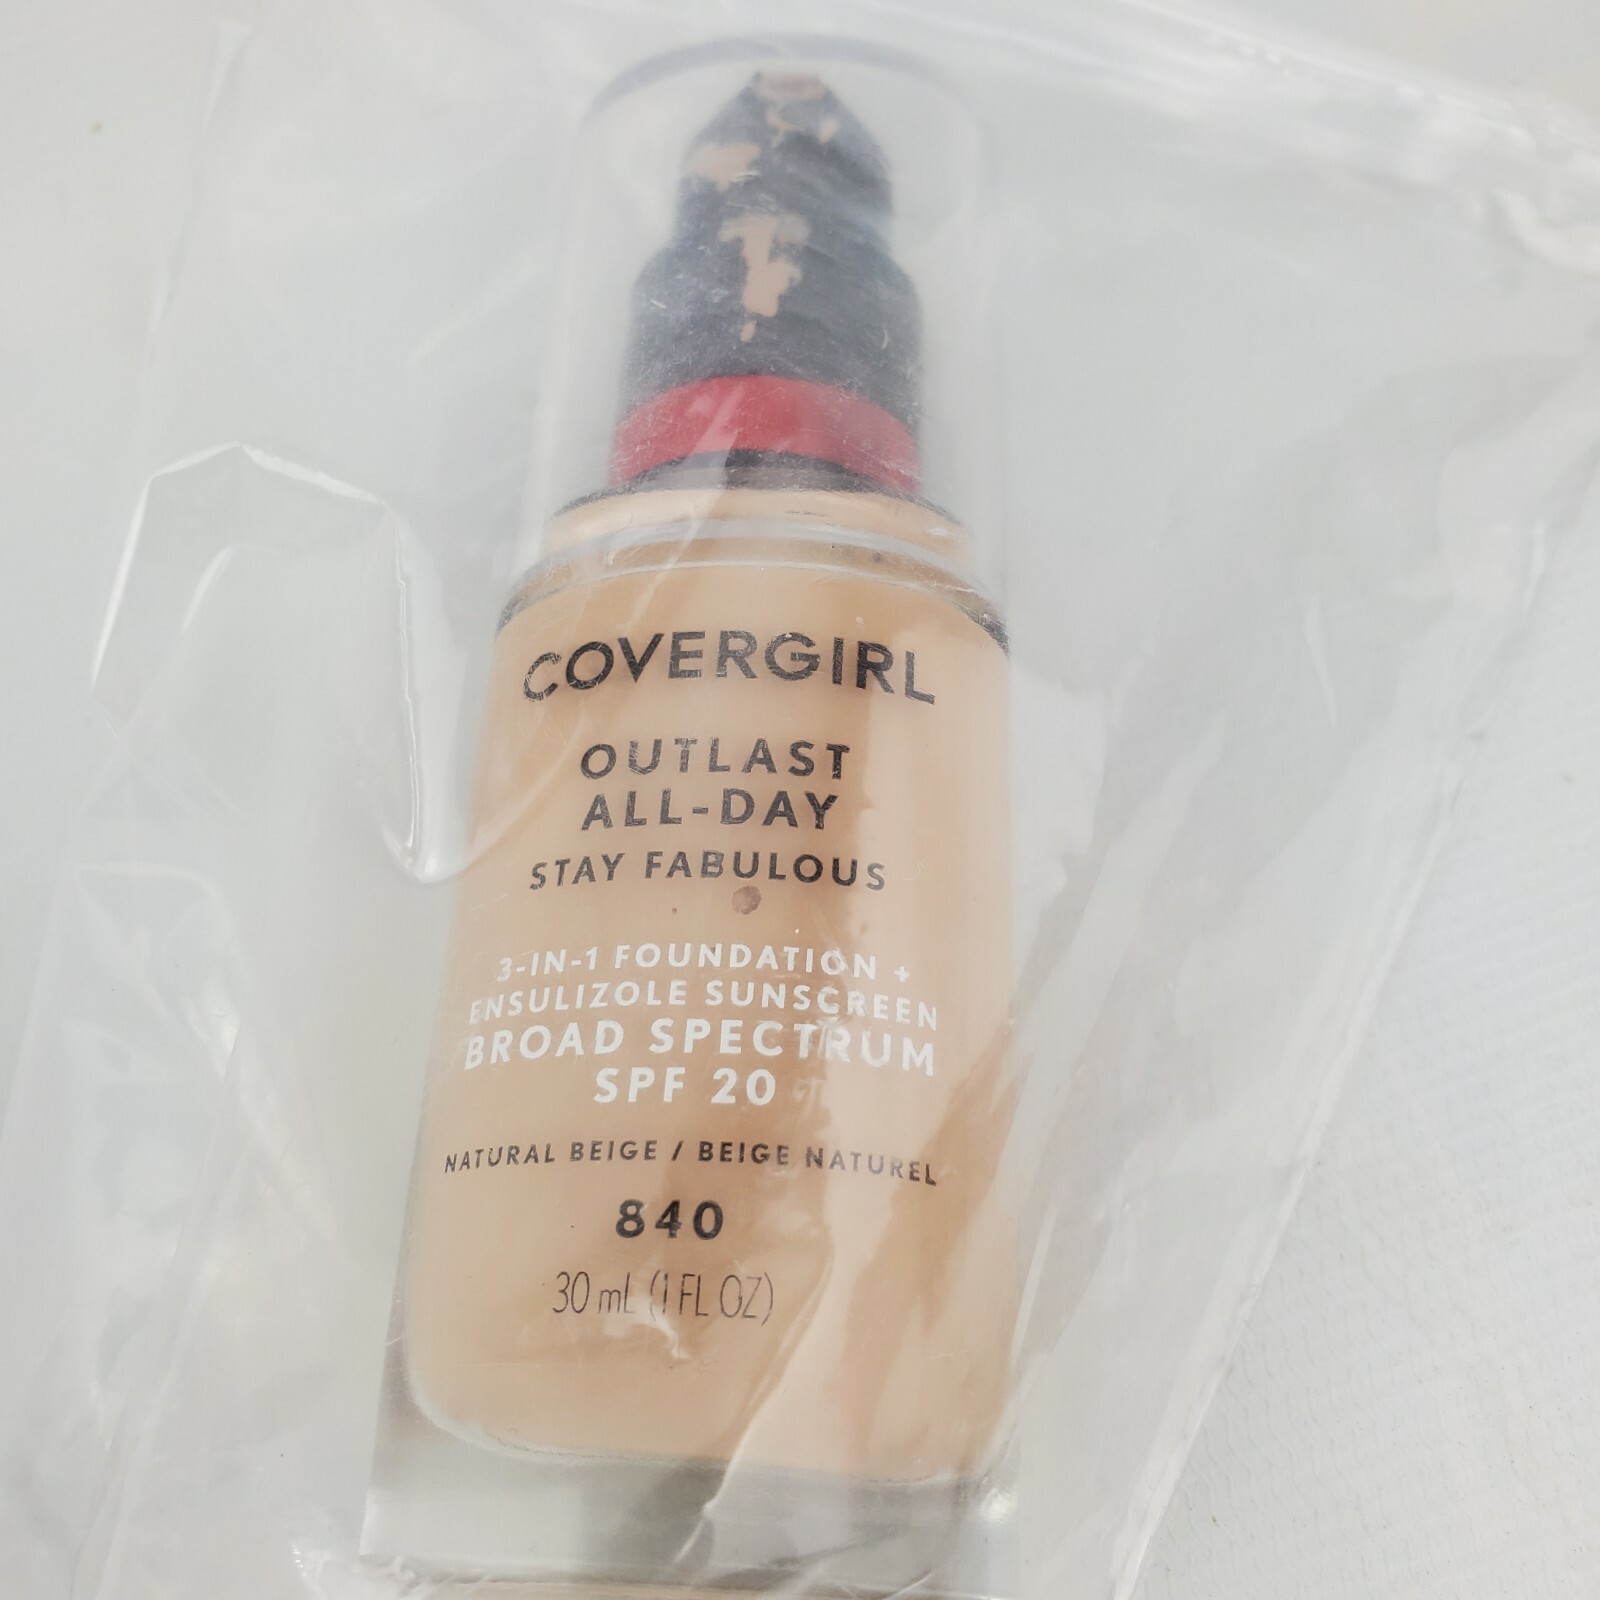 COVERGIRL
OUTLAST
ALL-DAY
STAY FABULOUS
3-IN-1 FOUNDATION +
ENSULIZOLE SUNSCREEN
BROAD SPECTRUM
SPF 20
NATURAL BEIGE / BEIGE NATUREL
840
30 mL (1 FL OZ)